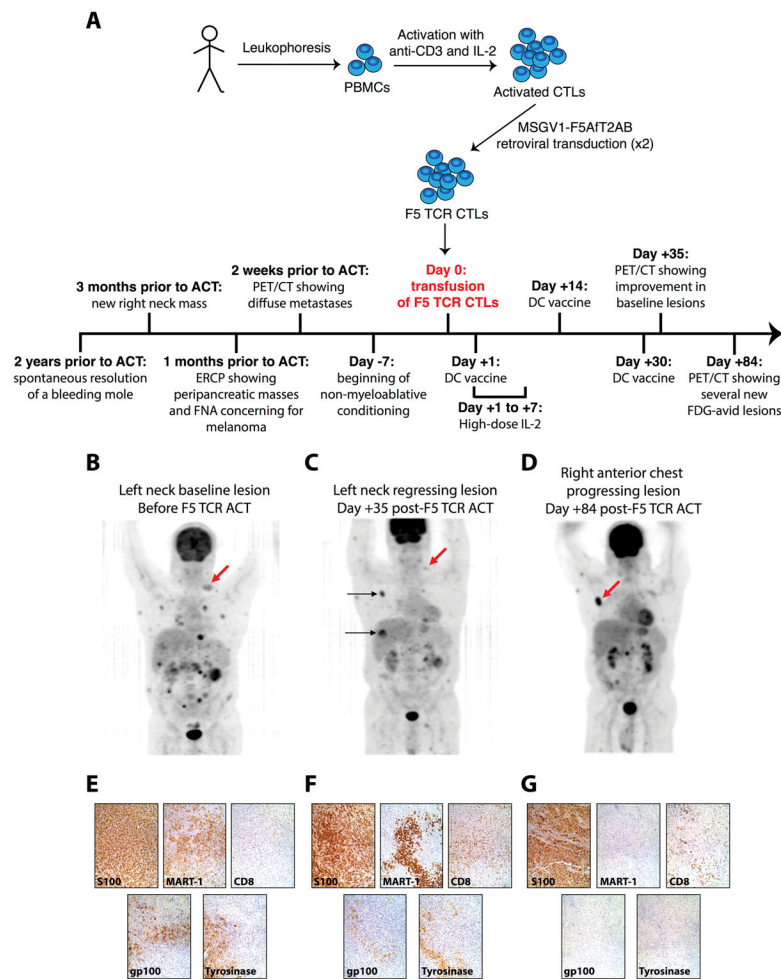 A
Leukophoresis
PBMCs
Activation with
anti-CD3 and IL-2
Activated CTLs
MSGV1-F5AfT2AB
retroviral transduction (x2)
F5 TCR CTLs
3 months prior to ACT:
new right neck mass
2 weeks prior to ACT:
PET/CT showing
diffuse metastases
Day 0:
transfusion
of F5 TCR CTLs
Day +14
DC vaccine
Day +35:
PET/CT showing
improvement in
baseline lesions
2 years prior to ACT:
spontaneous resolution
of a bleeding mole
1 months prior to ACT:
ERCP showing
peripancreatic masses
and FNA concerning for
melanoma
Day -7:
beginning of
non-myeloablative
conditioning
Day +1:
DC vaccine
Day +1 to +7:
High-dose IL-2
Day +30:
DC vaccine
Day +84:
PET/CT showing
several new
FDG-avid lesions
B
Left neck baseline lesion
Before F5 TCR ACT
C
Left neck regressing lesion
Day +35 post-F5 TCR ACT
D
Right anterior chest
progressing lesion
Day +84 post-F5 TCR ACT
E
S100
MART-1
CD8
gp100
Tyrosinase
F
S100
MART-1
CD8
gp100
Tyrosinase
G
S100
MART-1
CD8
gp100
Tyrosinase